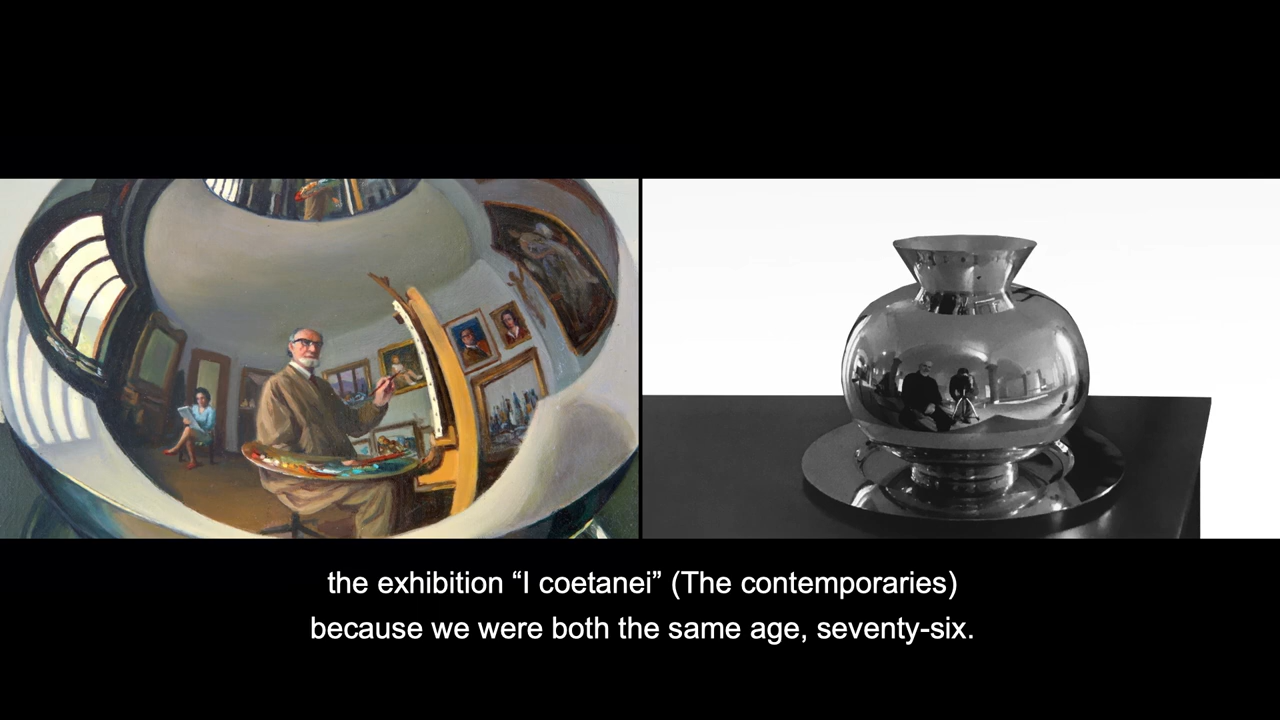 the exhibition “I coetanei” (The contemporaries)
because we were both the same age, seventy-six.